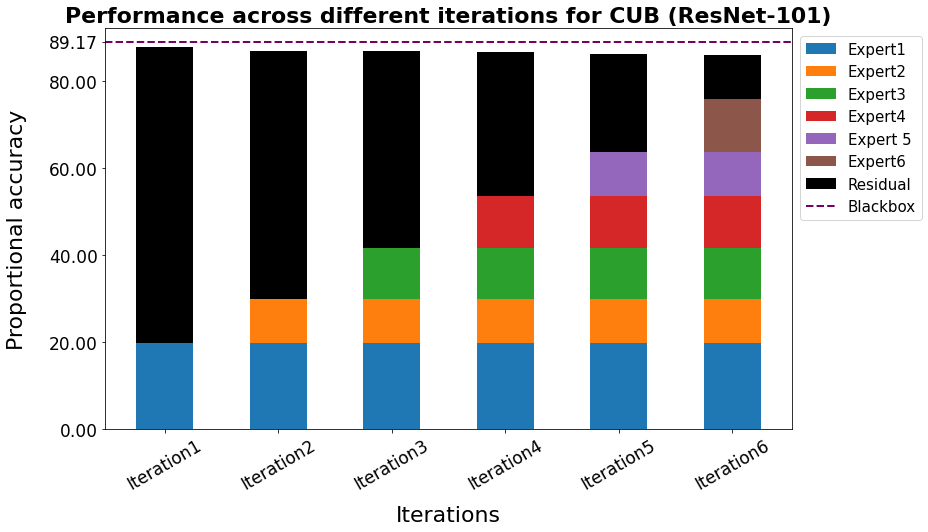 Performance across different iterations for CUB (ResNet-101)
Proportional accuracy
89.17
80.00
60.00
40.00
20.00
0.00
Iteration1
Iteration2
Iteration3
Iteration4
Iteration5
Iteration6
Iterations
Expert1
Expert2
Expert3
Expert4
Expert 5
Expert6
Residual
Blackbox